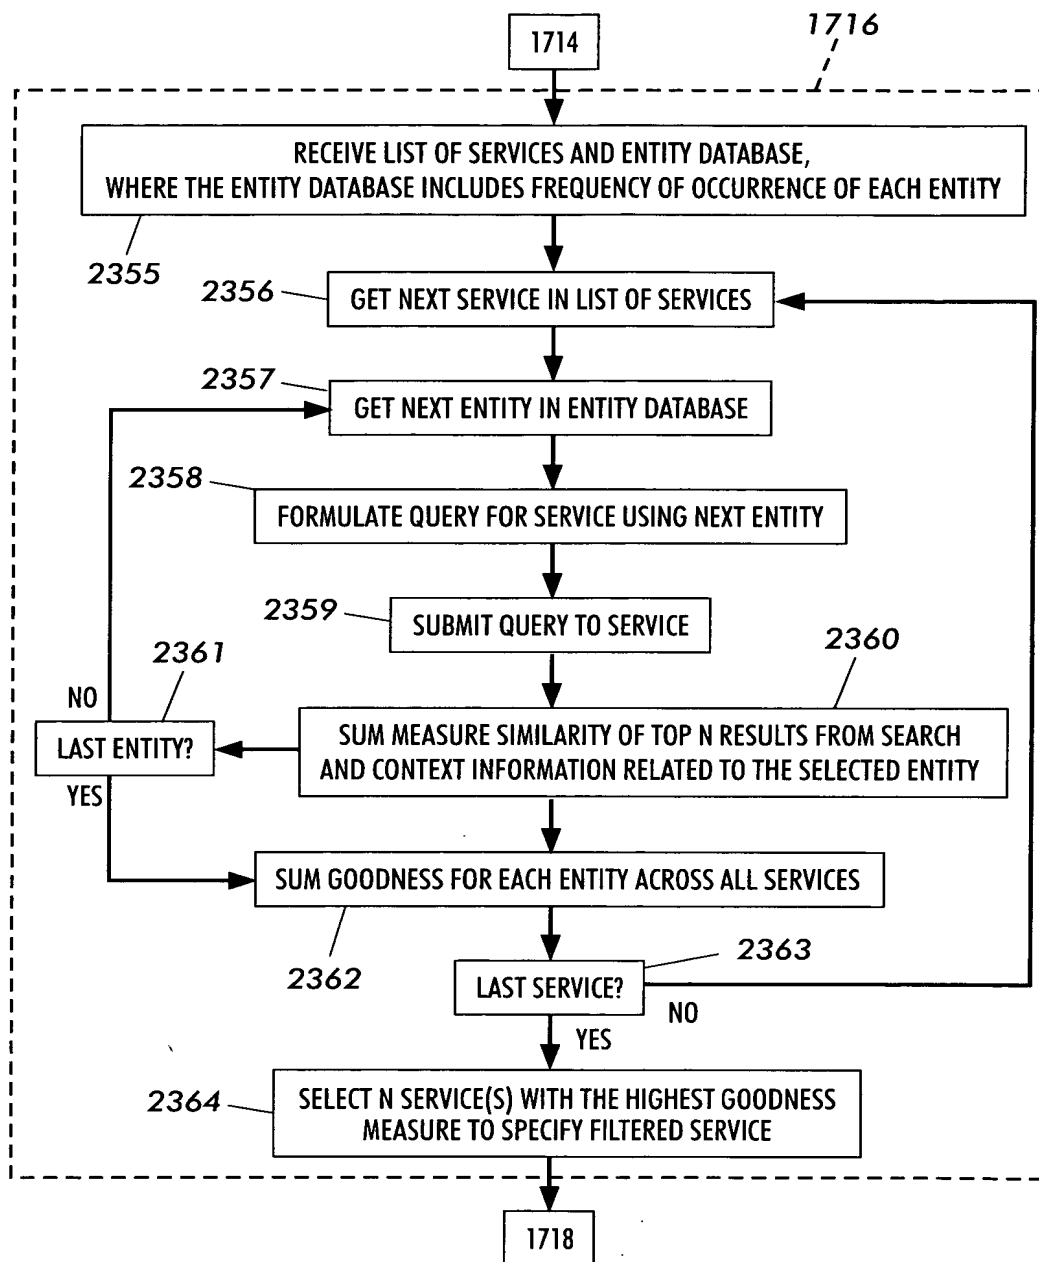 1716
1714
RECEIVE LIST OF SERVICES AND ENTITY DATABASE,
WHERE THE ENTITY DATABASE INCLUDES FREQUENCY OF OCCURRENCE OF EACH ENTITY
2355
2356
GET NEXT SERVICE IN LIST OF SERVICES
2357
GET NEXT ENTITY IN ENTITY DATABASE
2358
FORMULATE QUERY FOR SERVICE USING NEXT ENTITY
2359
SUBMIT QUERY TO SERVICE
2360
2361
NO
LAST ENTITY?
YES
SUM MEASURE SIMILARITY OF TOP N RESULTS FROM SEARCH
AND CONTEXT INFORMATION RELATED TO THE SELECTED ENTITY
SUM GOODNESS FOR EACH ENTITY ACROSS ALL SERVICES
2362
2363
LAST SERVICE?
NO
YES
2364
SELECT N SERVICE(S) WITH THE HIGHEST GOODNESS
MEASURE TO SPECIFY FILTERED SERVICE
1718